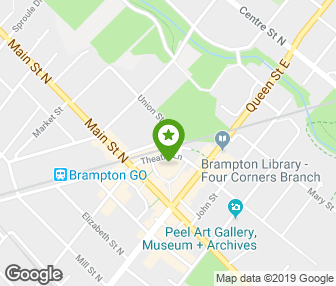 Sproule Dr
Centre St N
Main St N
Queen St E
Market St
Union St
Main St N
Theatre Ln
Brampton GO
Brampton Library -
Four Corners Branch
Mary St
John St
Elizabeth St N
Peel Art Gallery,
Museum + Archives
Mill St N
Google
Map data ©2019 Google